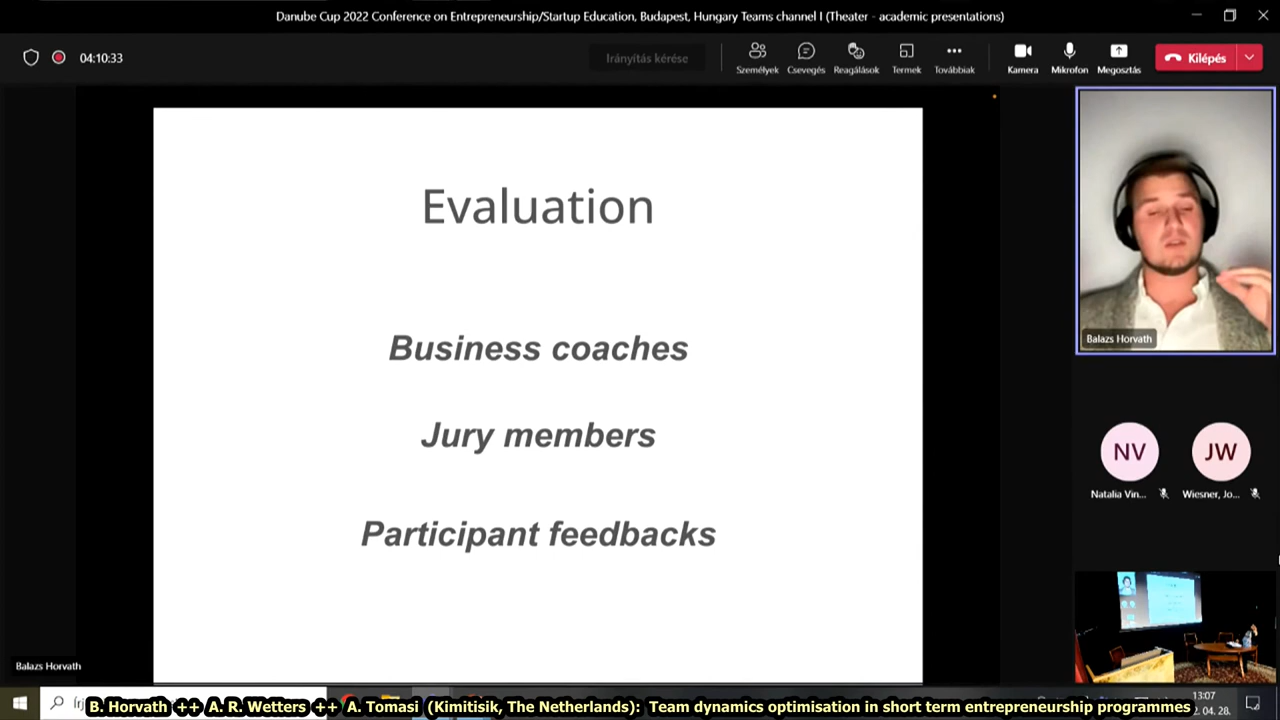 Danube Cup 2022 Conference on Entrepreneurship/Startup Education, Budapest, Hungary Teams channel I (Theater - academic presentations)
04:10:33
Irányítás kérése
Személyek
Csevegés
Reagálások
Termek
Továbbiak
Kamera
Mikrofon
Megosztás
Kilépés
Evaluation
Business coaches
Jury members
Participant feedbacks
Balazs Horvath
NV
JW
Natalia Vin...
Wiesner, Jo...
Balazs Horvath
13:07
2. 04. 28.
B. Horvath ++ A. R. Wetters ++ A. Tomasi (Kimitisik, The Netherlands): Team dynamics optimisation in short term entrepreneurship programmes